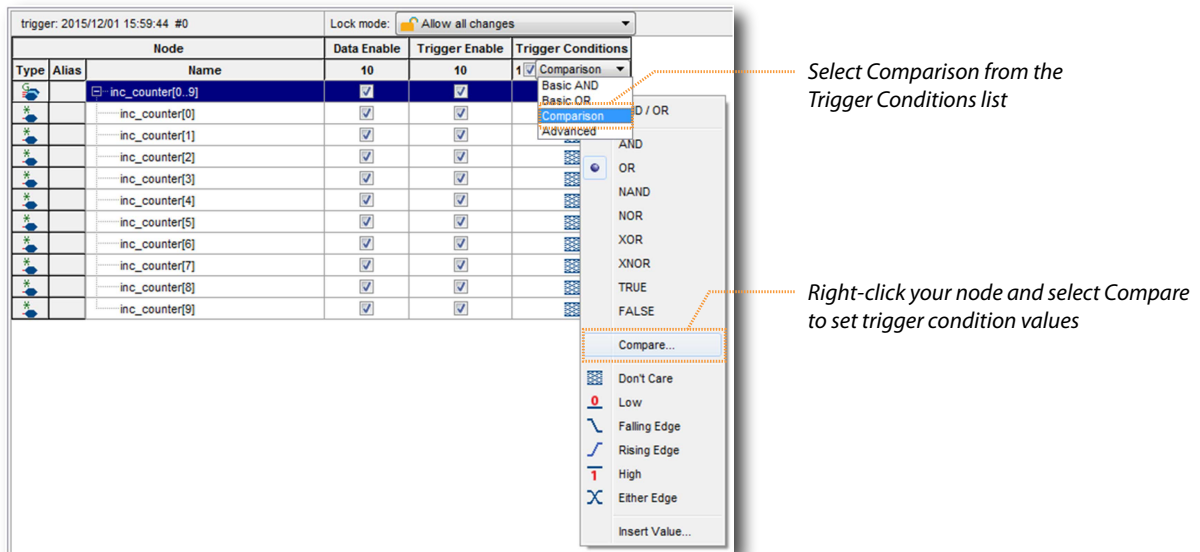 trigger: 2015/12/01 15:59:44 #0 Lock mode: Allow all changes
Node Data Enable Trigger Enable Trigger Conditions
Type Alias Name 10 10 1 Comparison
Basic AND
Basic OR
Comparison
Advanced
inc_counter[0..9]
inc_counter[0]
inc_counter[1]
inc_counter[2]
inc_counter[3]
inc_counter[4]
inc_counter[5]
inc_counter[6]
inc_counter[7]
inc_counter[8]
inc_counter[9]
D / OR
AND
OR
NAND
NOR
XOR
XNOR
TRUE
FALSE
Compare...
Don't Care
0 Low
Falling Edge
Rising Edge
1 High
Either Edge
Insert Value...
Select Comparison from the
Trigger Conditions list
Right-click your node and select Compare
to set trigger condition values